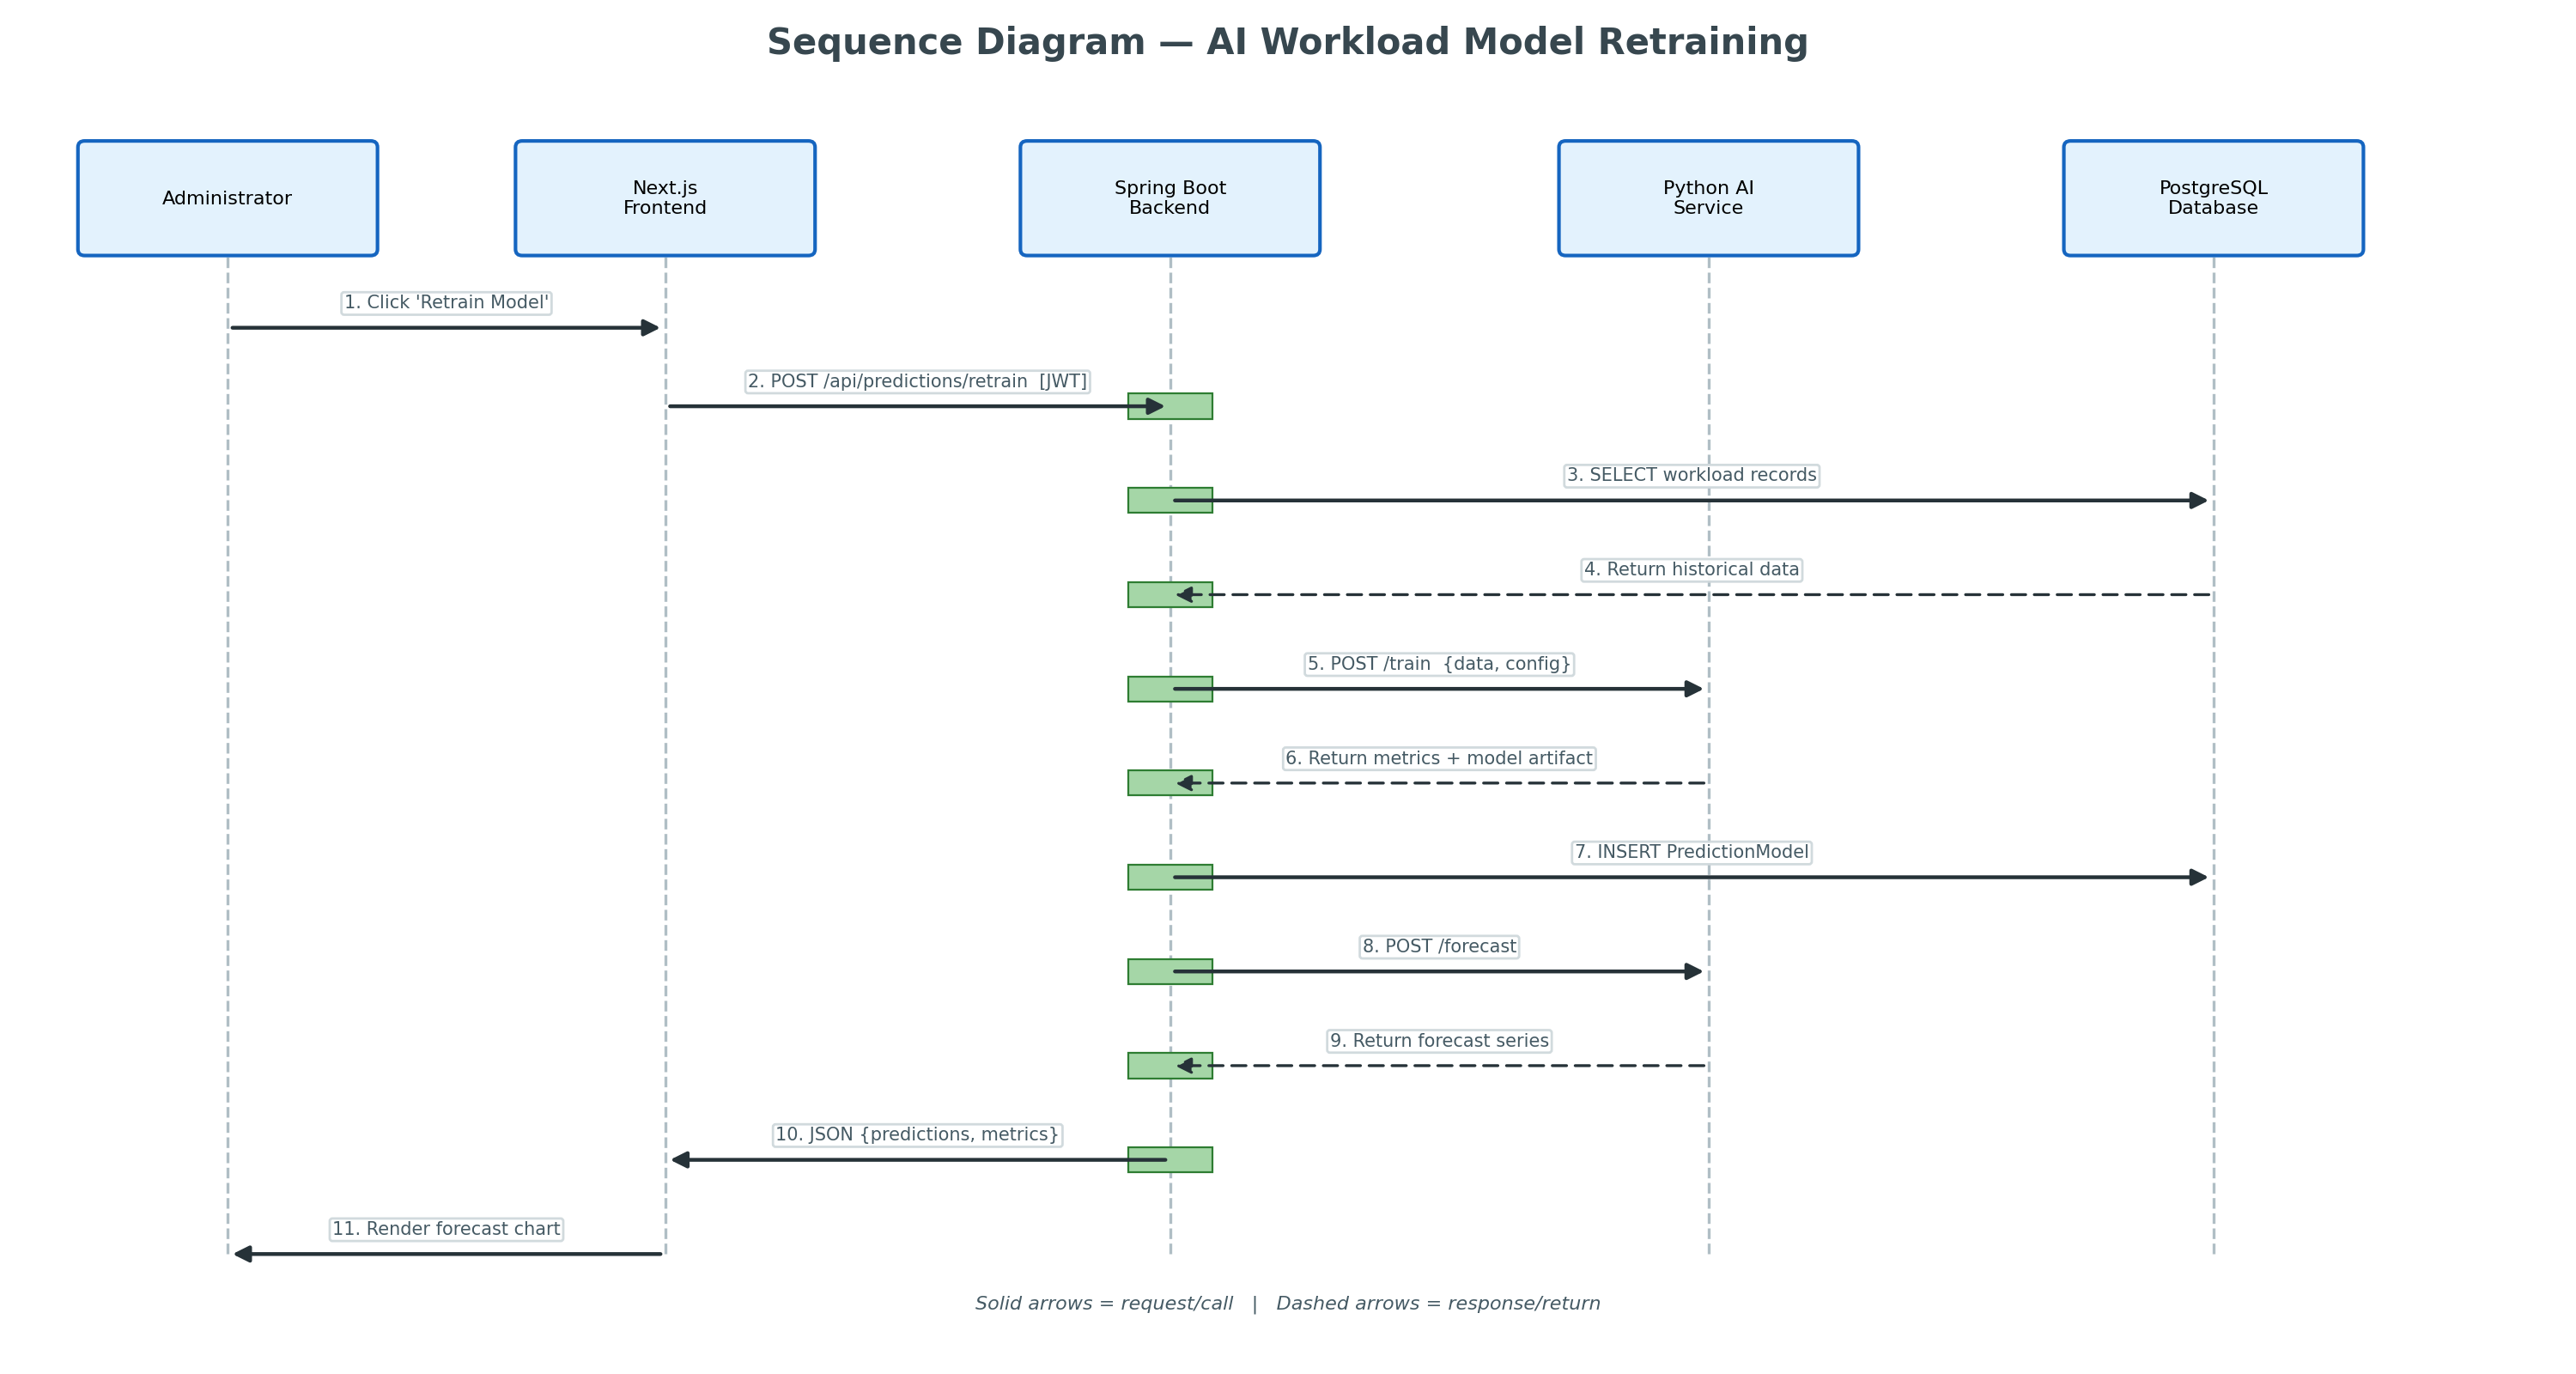 Sequence Diagram — AI Workload Model Retraining
Administrator
Next.js
Frontend
Spring Boot
Backend
Python AI
Service
PostgreSQL
Database
1. Click 'Retrain Model'
2. POST /api/predictions/retrain  [JWT]
3. SELECT workload records
4. Return historical data
5. POST /train  {data, config}
6. Return metrics + model artifact
7. INSERT PredictionModel
8. POST /forecast
9. Return forecast series
10. JSON {predictions, metrics}
11. Render forecast chart
Solid arrows = request/call   |   Dashed arrows = response/return